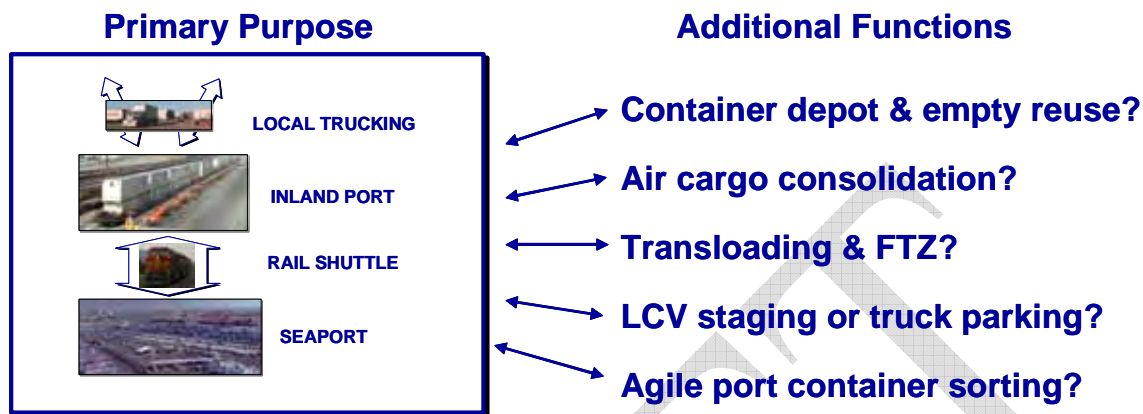 Primary Purpose
LOCAL TRUCKING
INLAND PORT
RAIL SHUTTLE
SEAPORT
Additional Functions
Container depot & empty reuse?
Air cargo consolidation?
Transloading & FTZ?
LCV staging or truck parking?
Agile port container sorting?